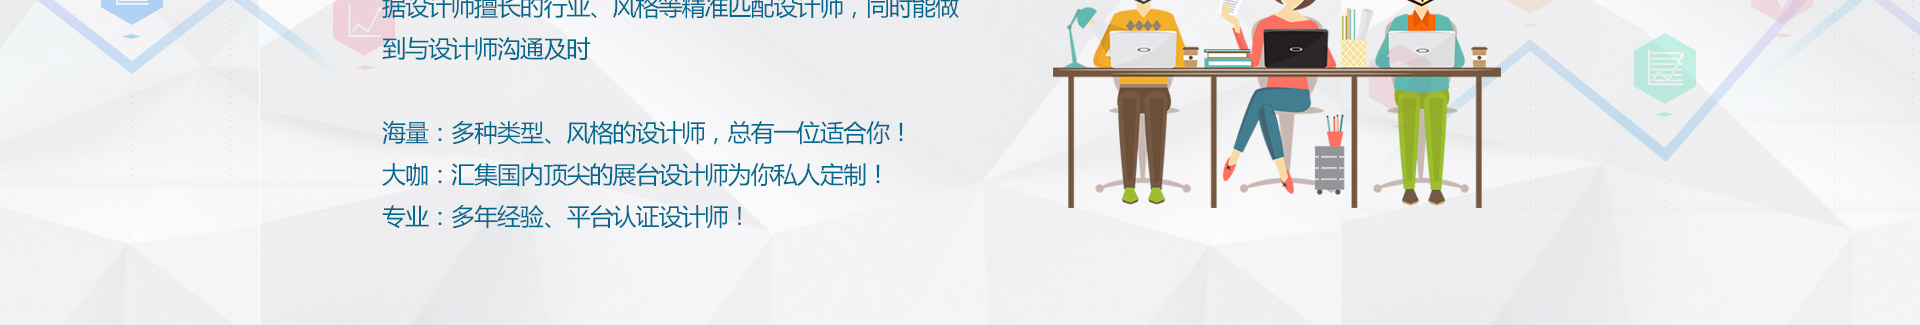 据设计师擅长的行业、风格等精准匹配设计师，同时能做
到与设计师沟通及时
海量：多种类型、风格的设计师，总有一位适合你！
大咖：汇集国内顶尖的展台设计师为你私人定制！
专业：多年经验、平台认证设计师！